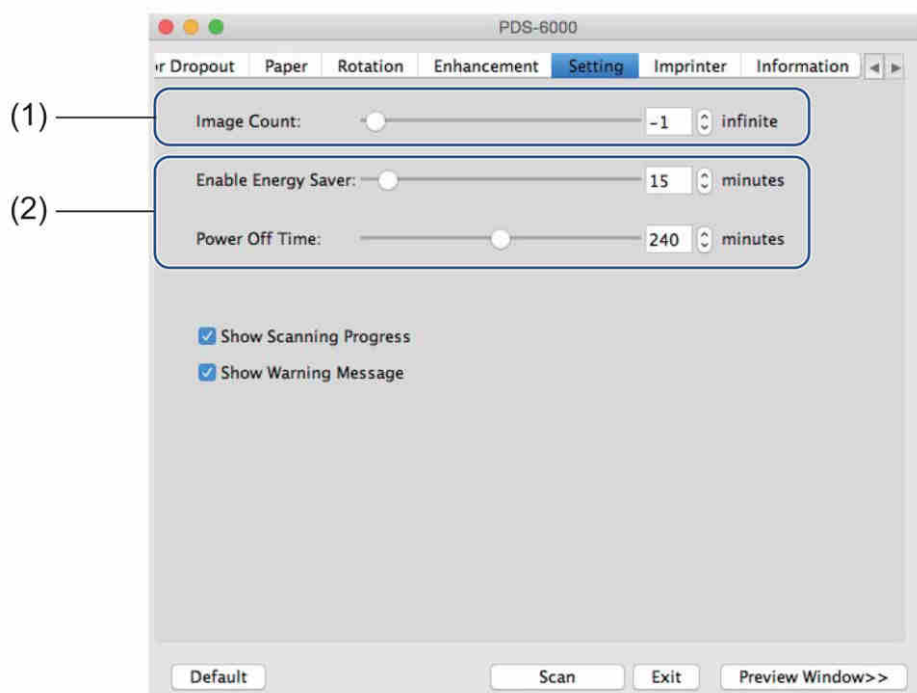 PDS-6000
r Dropout Paper Rotation Enhancement Setting Imprinter Information
(1)
Image Count: -1 infinite
(2)
Enable Energy Saver: 15 minutes
Power Off Time: 240 minutes
Show Scanning Progress
Show Warning Message
Default Scan Exit Preview Window>>